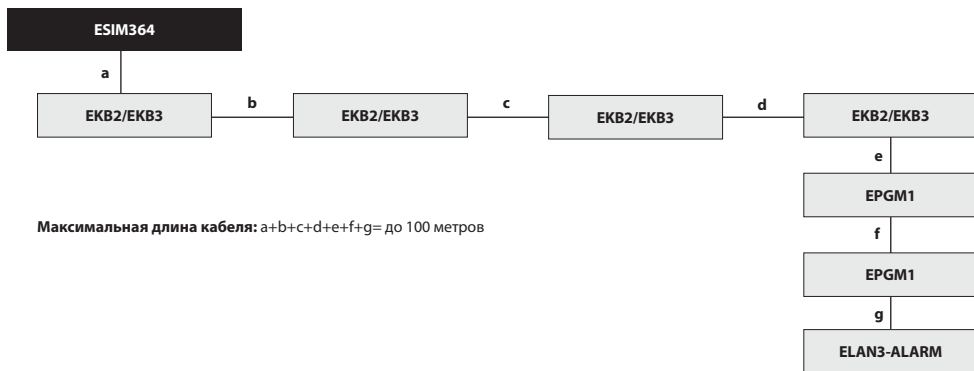 ESIM364
a
EKB2/EKB3
b
EKB2/EKB3
c
EKB2/EKB3
d
EKB2/EKB3
e
EPGM1
Максимальная длина кабеля: a+b+c+d+e+f+g= до 100 метров
f
EPGM1
g
ELAN3-ALARM